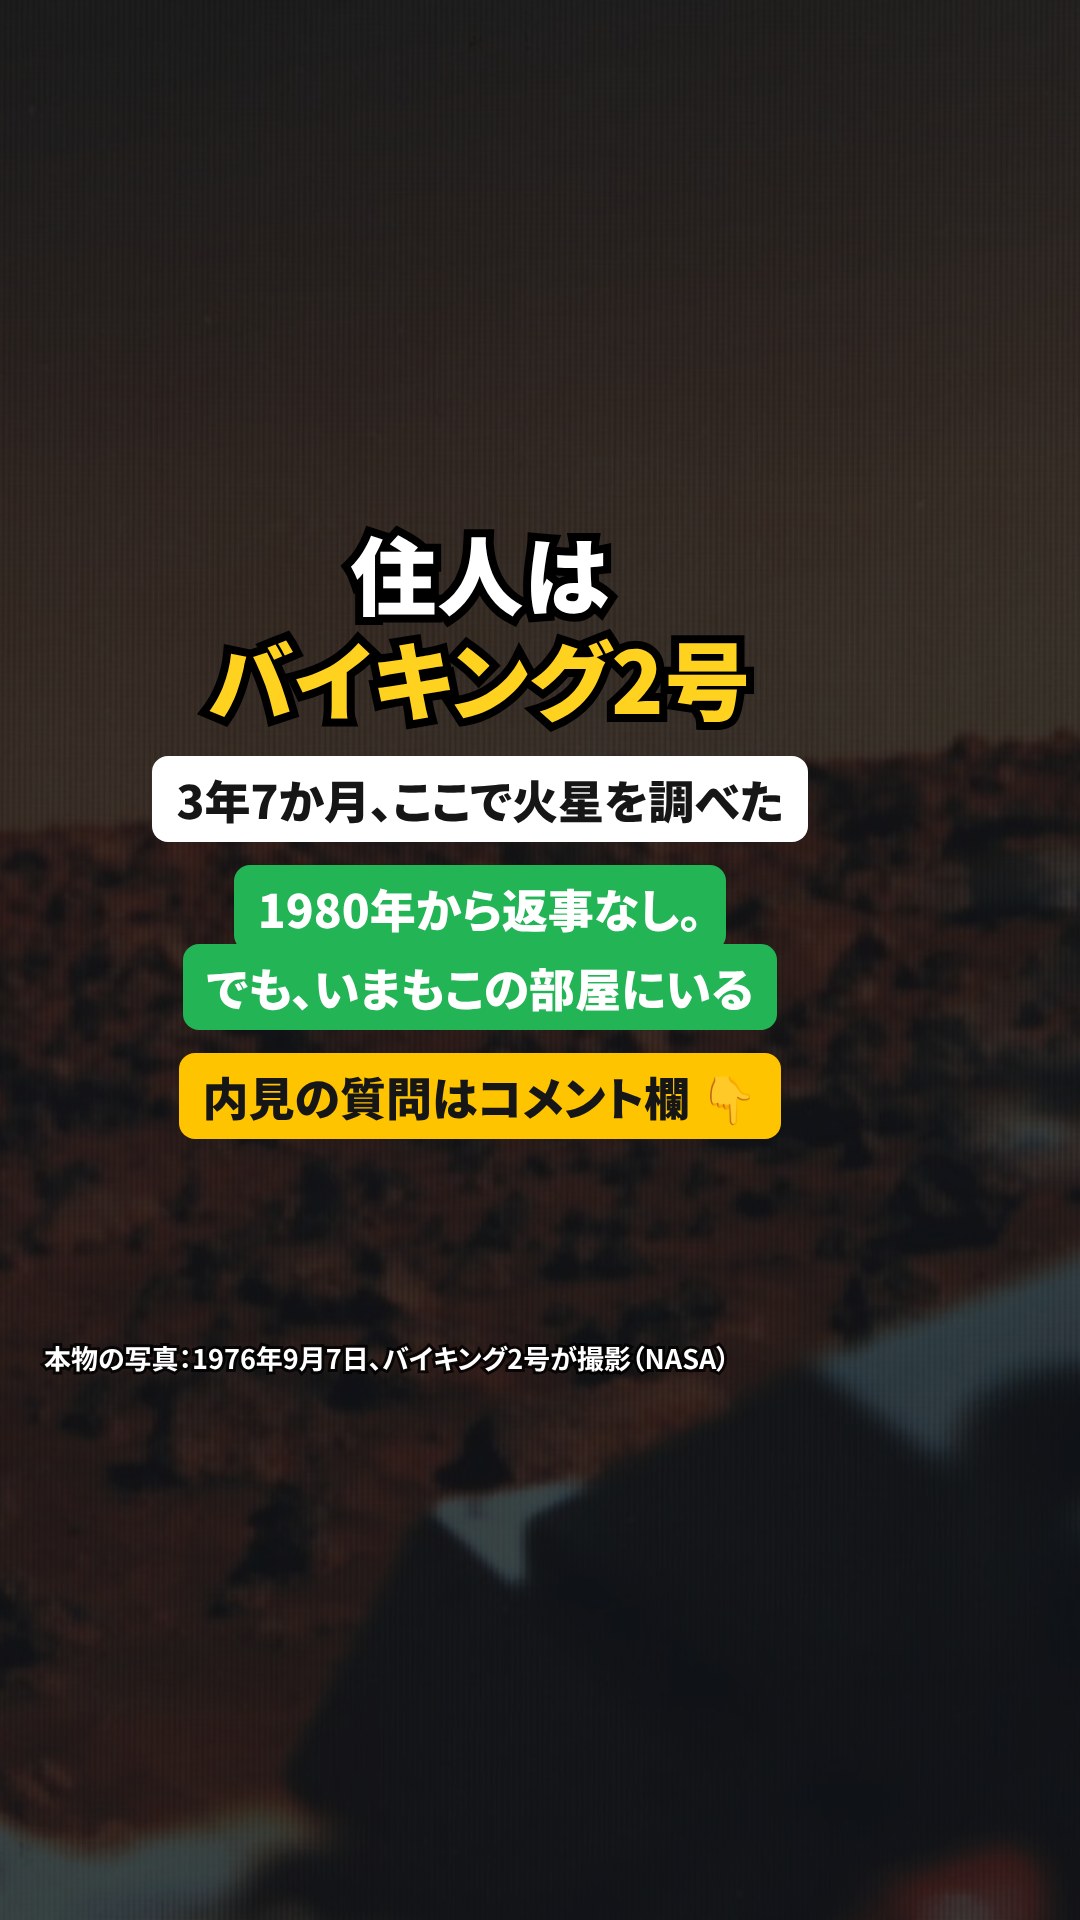 住人は
バイキング2号
3年7か月、ここで火星を調べた
1980年から返事なし。
でも、いまもこの部屋にいる
内見の質問はコメント欄 👇
本物の写真：1976年9月7日、バイキング2号が撮影（NASA）